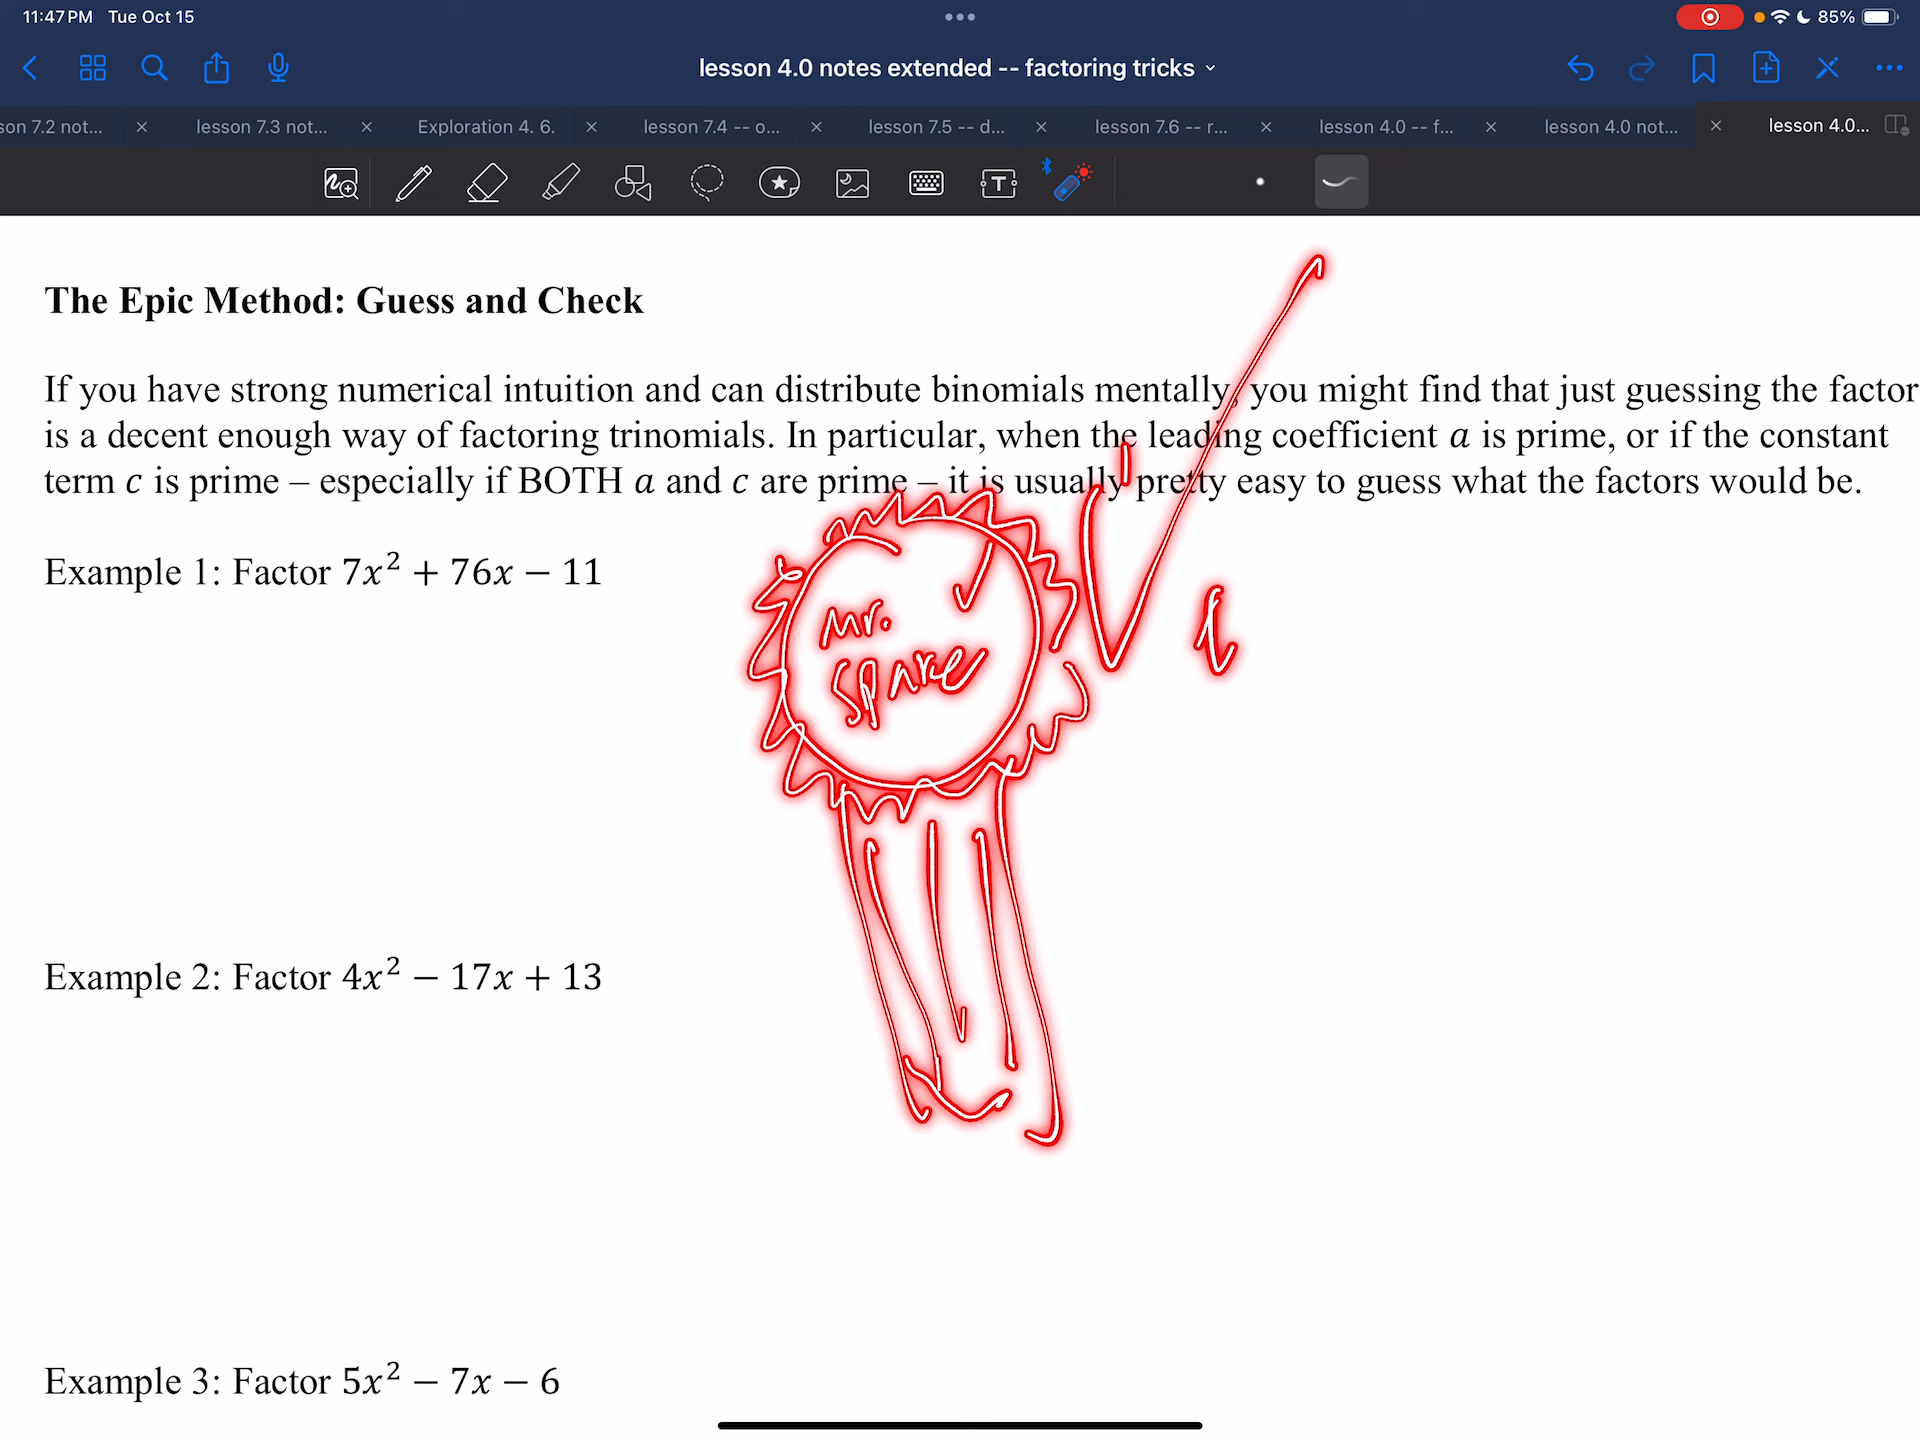 11:47 PM Tue Oct 15
85%
lesson 4.0 notes extended -- factoring tricks
son 7.2 not...
lesson 7.3 not...
Exploration 4. 6.
lesson 7.4 -- o...
lesson 7.5 -- d...
lesson 7.6 -- r...
lesson 4.0 -- f...
lesson 4.0 not...
lesson 4.0...
The Epic Method: Guess and Check
If you have strong numerical intuition and can distribute binomials mentally, you might find that just guessing the factor
is a decent enough way of factoring trinomials. In particular, when the leading coefficient a is prime, or if the constant
term c is prime – especially if BOTH a and c are prime – it is usually pretty easy to guess what the factors would be.
Example 1: Factor 7x² + 76x − 11
mr.
Example 2: Factor 4x² − 17x + 13
Example 3: Factor 5x² − 7x − 6